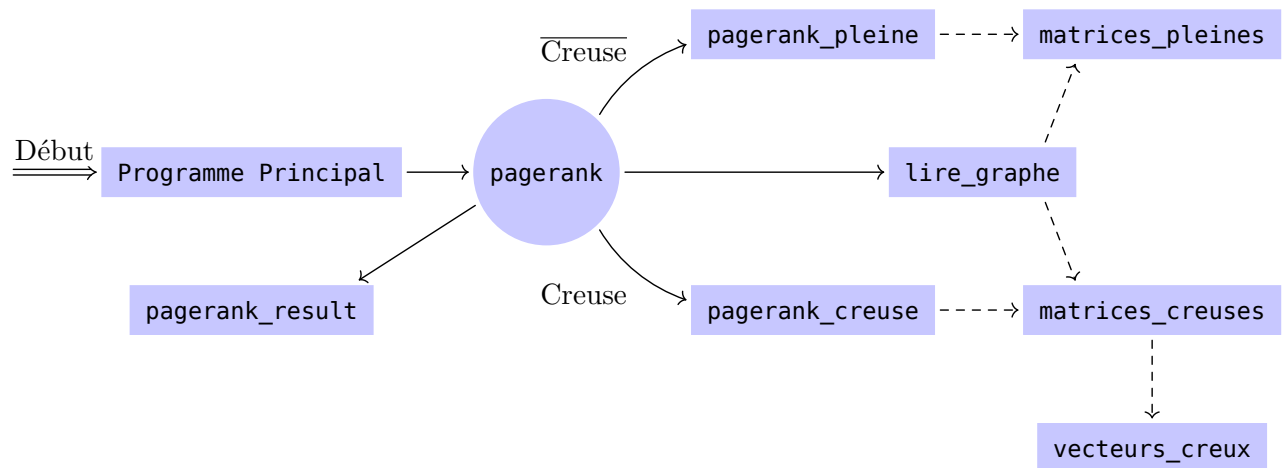 Creuse
pagerank_pleine
matrices_pleines
Début
Programme Principal
pagerank
lire_graphe
pagerank_result
Creuse
pagerank_creuse
matrices_creuses
vecteurs_creux